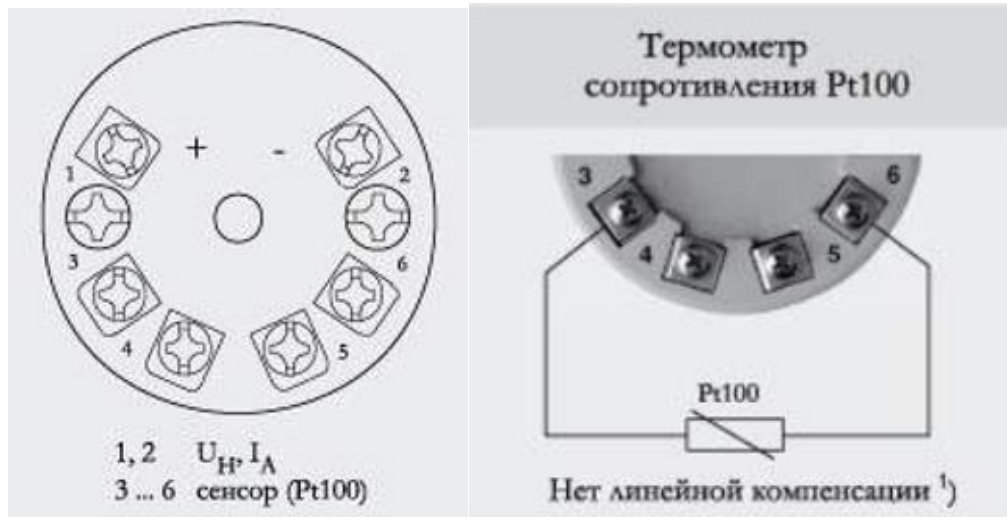 + -
1 2
3 6
4 5
1, 2 U_H, I_A
3 ... 6 сенсор (Pt100)
Термометр
сопротивления Pt100
3 6
4 5
Pt100
Нет линейной компенсации ¹)